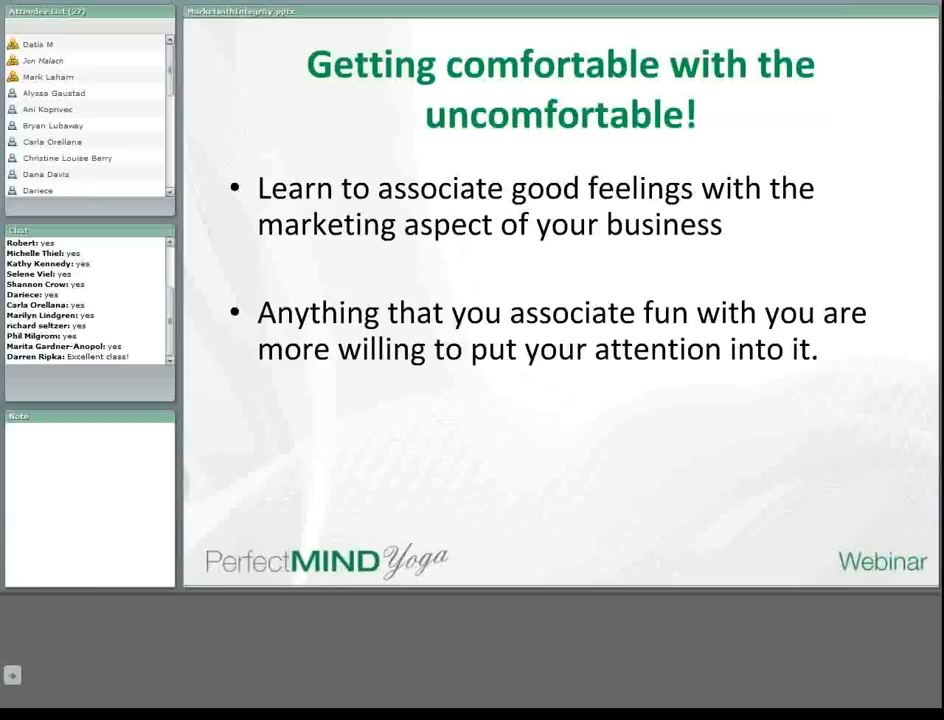 Attendee List (27)
Datis M
Jon Malach
Mark Laham
Alyssa Gaustad
Ani Koprivec
Bryan Lubaway
Carla Orellana
Christine Louise Berry
Dana Davis
Dariece
Chat
Robert: yes
Michelle Thiel: yes
Kathy Kennedy: yes
Selene Viel: yes
Shannon Crow: yes
Dariece: yes
Carla Orellana: yes
Marilyn Lindgren: yes
richard seltzer: yes
Phil Milgrom: yes
Marita Gardner-Anopol: yes
Darren Ripka: Excellent class!
Note
Getting comfortable with the
uncomfortable!
• Learn to associate good feelings with the
marketing aspect of your business
• Anything that you associate fun with you are
more willing to put your attention into it.
PerfectMIND Yoga
Webinar